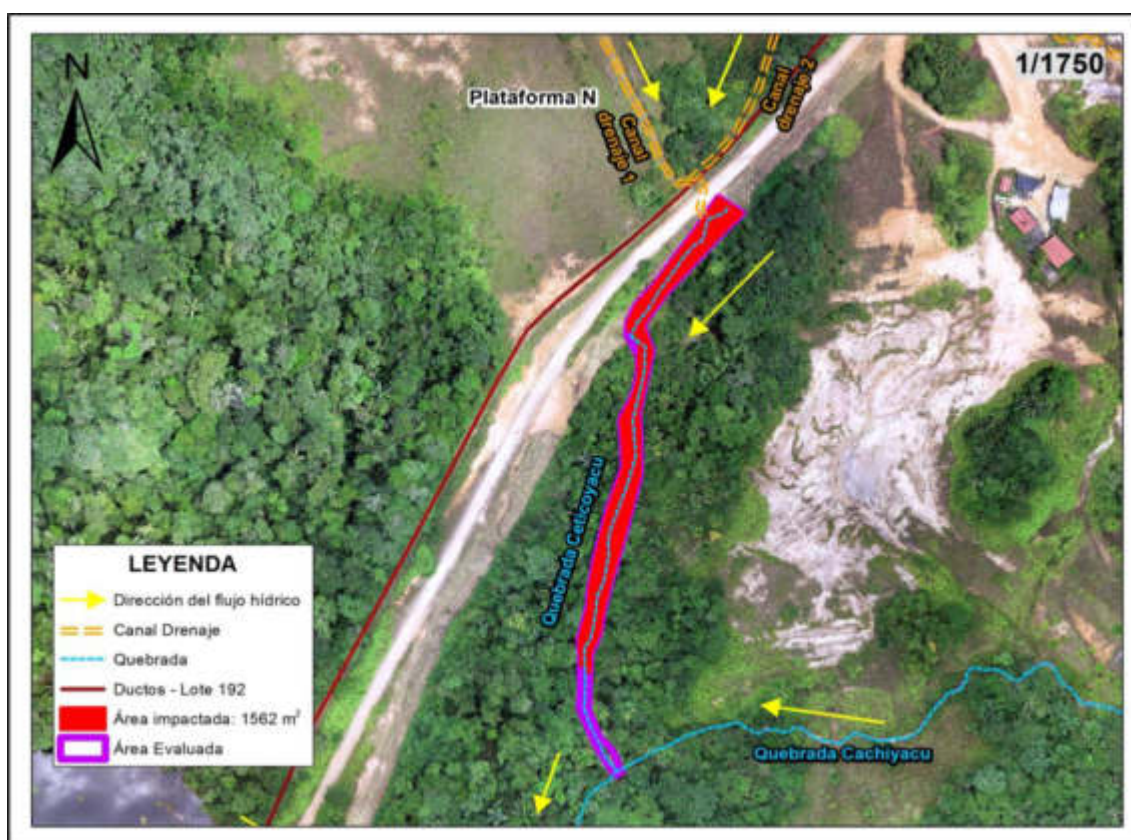 1/1750
N
Plataforma N
Canal
drenaje 1
Canal
drenaje 2
Quebrada Ceticoyacu
Quebrada Cachiyacu
LEYENDA
Dirección del flujo hídrico
Canal Drenaje
Quebrada
Ductos - Lote 192
Área impactada: 1562 m²
Área Evaluada